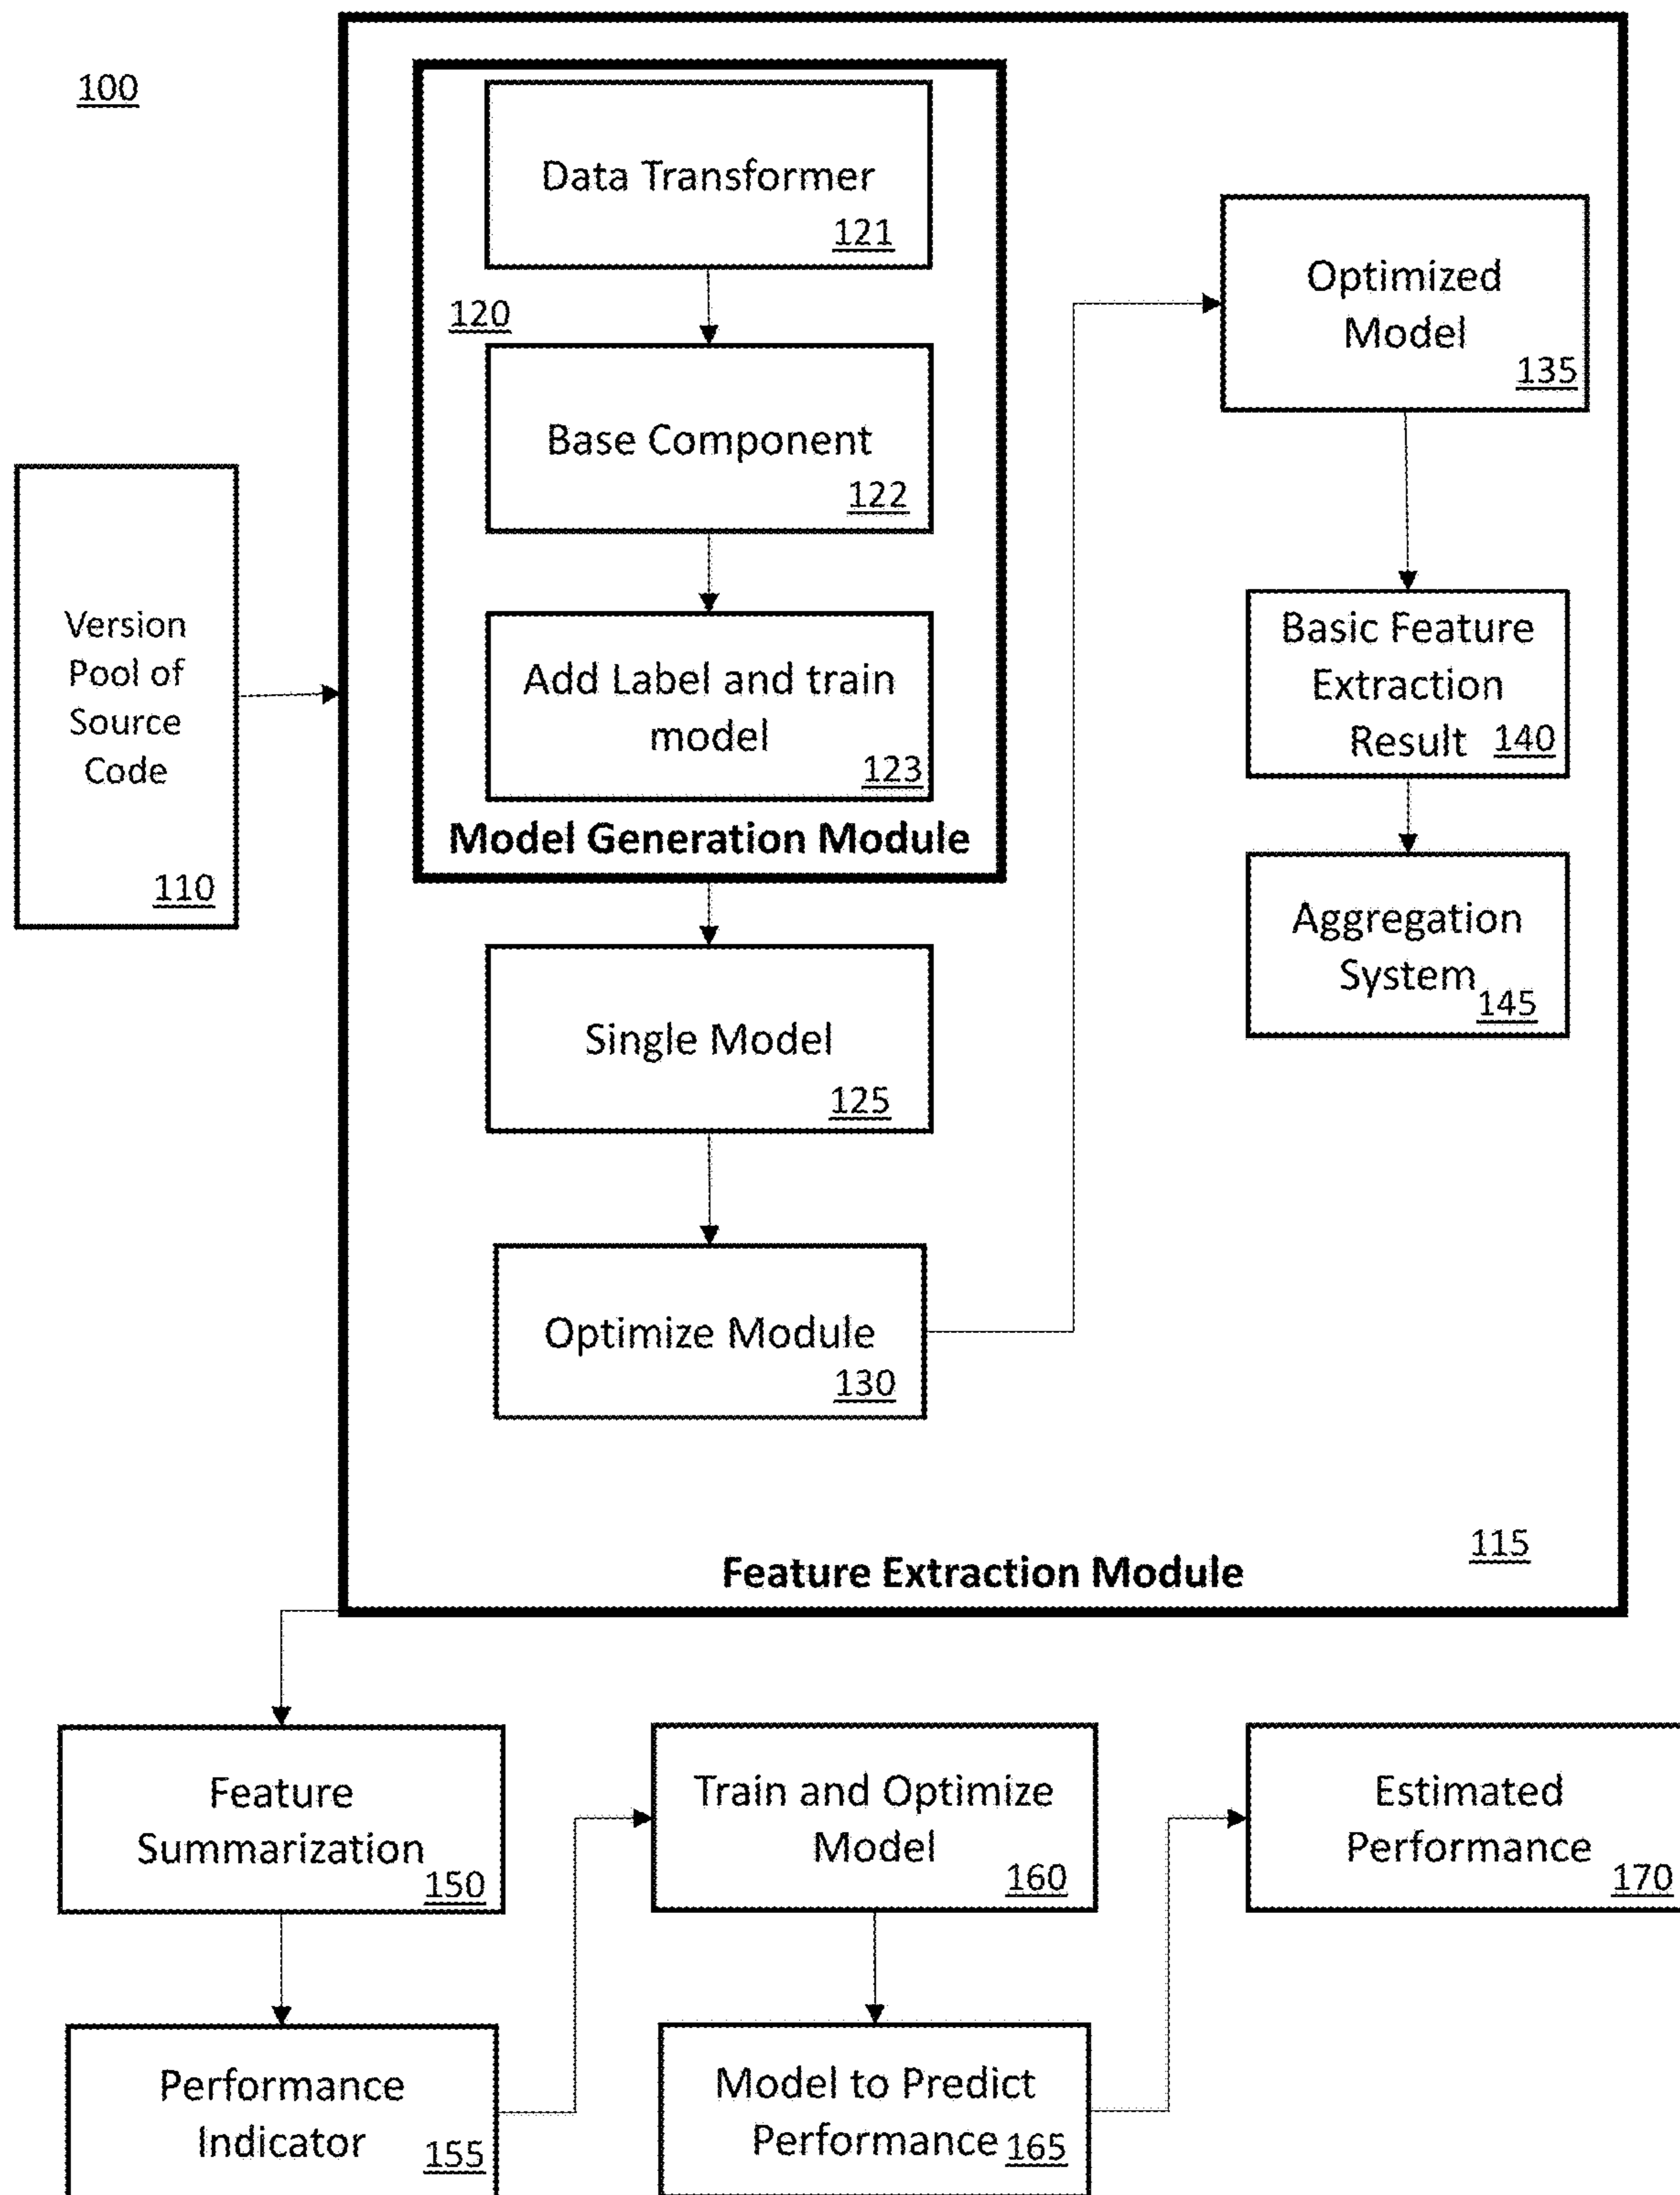 100
Data Transformer
121
120
Base Component
122
Add Label and train
model
123
Model Generation Module
Version
Pool of
Source
Code
110
Single Model
125
Optimize Module
130
Optimized
Model
135
Basic Feature
Extraction
Result 140
Aggregation
System 145
115
Feature Extraction Module
Feature
Summarization
150
Performance
Indicator
155
Train and Optimize
Model
160
Model to Predict
Performance 165
Estimated
Performance
170